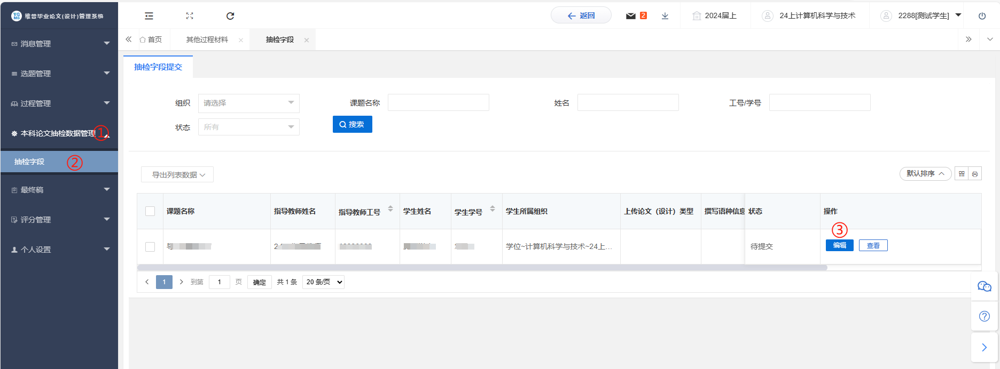 维普毕业论文(设计)管理系统
返回
2
2024届上
24上计算机科学与技术
2288[测试学生]
消息管理
选题管理
过程管理
本科论文抽检数据管理
①
抽检字段
②
最终稿
评分管理
个人设置
首页
其他过程材料
抽检字段
抽检字段提交
组织
请选择
课题名称
姓名
工号/学号
状态
所有
搜索
导出列表数据
默认排序
课题名称
指导教师姓名
指导教师工号
学生姓名
学生学号
学生所属组织
上传论文（设计）类型
撰写语种信息
状态
操作
③
学位~计算机科学与技术~24上...
待提交
编辑
查看
1
到第
1
页
确定
共 1 条
20 条/页